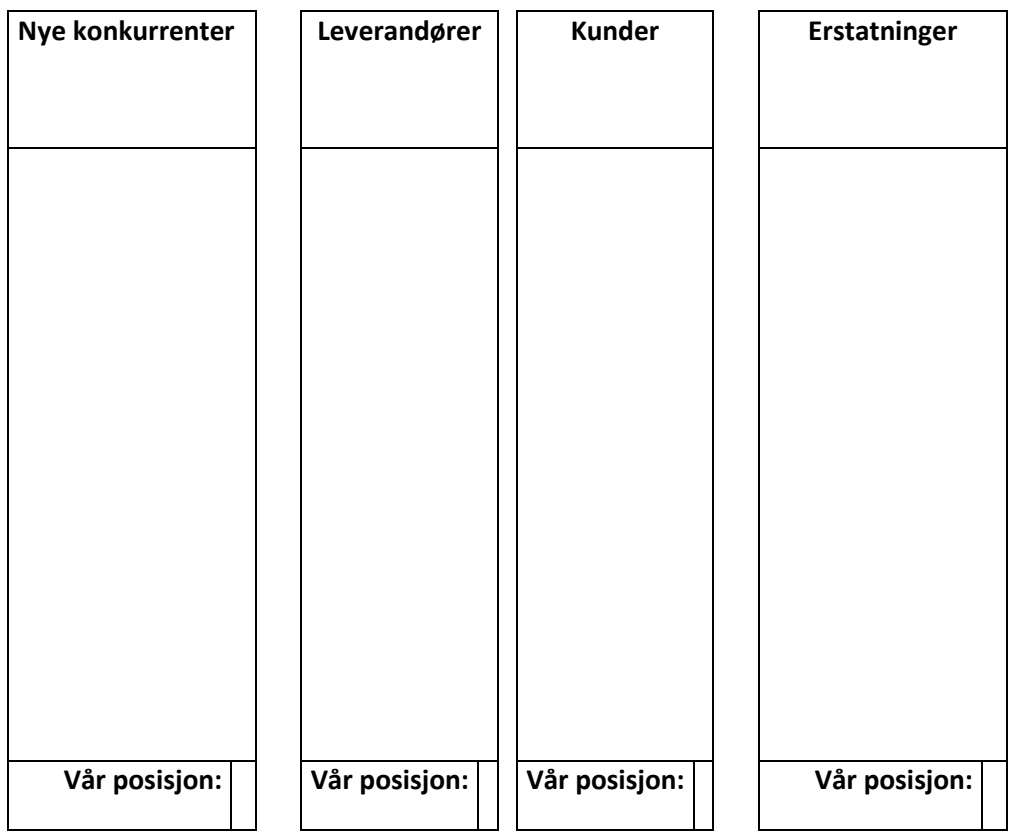 Nye konkurrenter
Leverandører
Kunder
Erstatninger
Vår posisjon:
Vår posisjon:
Vår posisjon:
Vår posisjon: